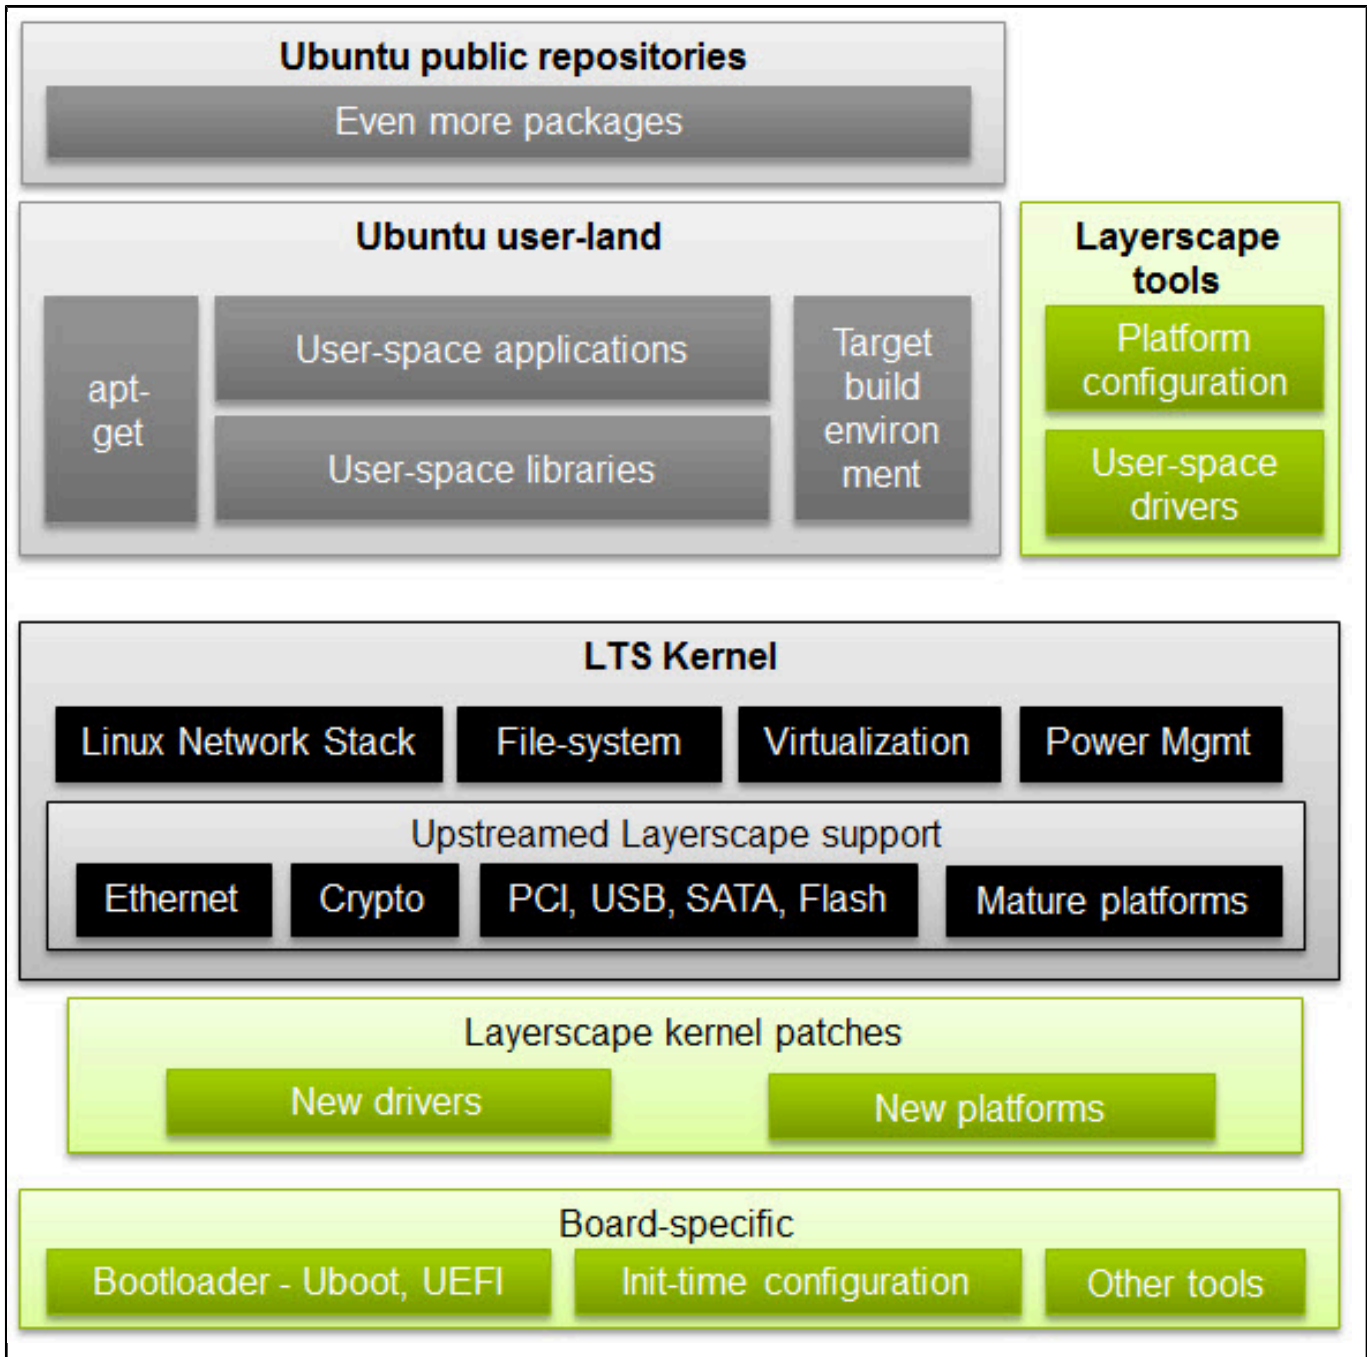 Ubuntu public repositories
Even more packages
Ubuntu user-land
apt-
get
User-space applications
User-space libraries
Target
build
environ
ment
Layerscape
tools
Platform
configuration
User-space
drivers
LTS Kernel
Linux Network Stack
File-system
Virtualization
Power Mgmt
Upstreamed Layerscape support
Ethernet
Crypto
PCI, USB, SATA, Flash
Mature platforms
Layerscape kernel patches
New drivers
New platforms
Board-specific
Bootloader - Uboot, UEFI
Init-time configuration
Other tools